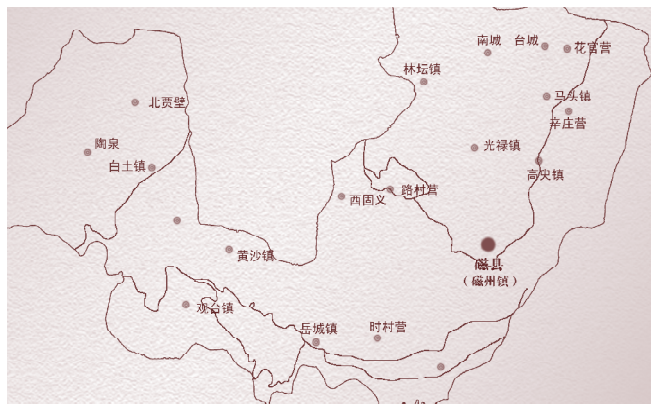 南城
台城
花官营
林坛镇
马头镇
北贾壁
辛庄营
陶泉
光禄镇
白土镇
高臾镇
路村营
西固义
黄沙镇
磁县
（磁州镇）
观台镇
岳城镇
时村营